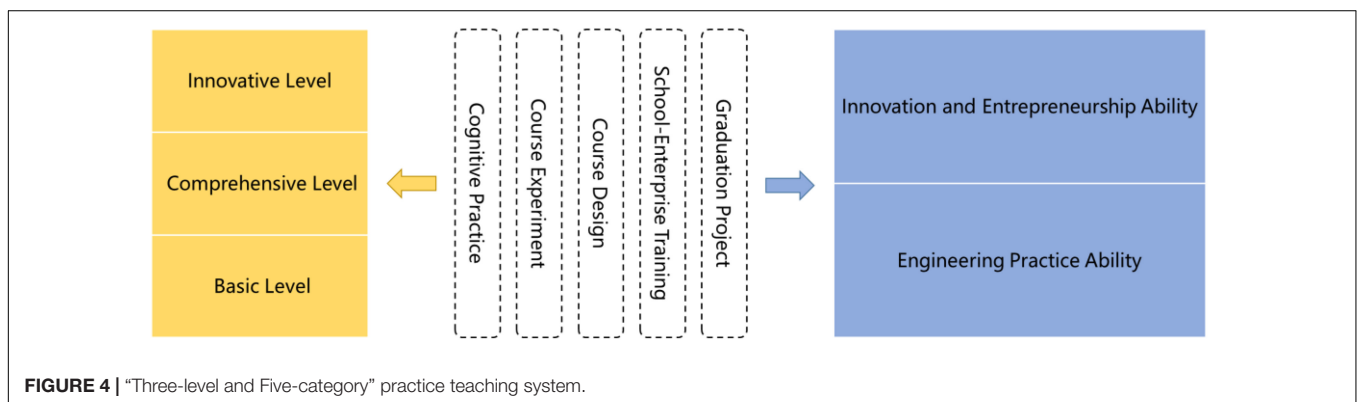 Innovative Level
Comprehensive Level
Basic Level
Cognitive Practice
Course Experiment
Course Design
School-Enterprise Training
Graduation Project
Innovation and Entrepreneurship Ability
Engineering Practice Ability
FIGURE 4 | “Three-level and Five-category” practice teaching system.